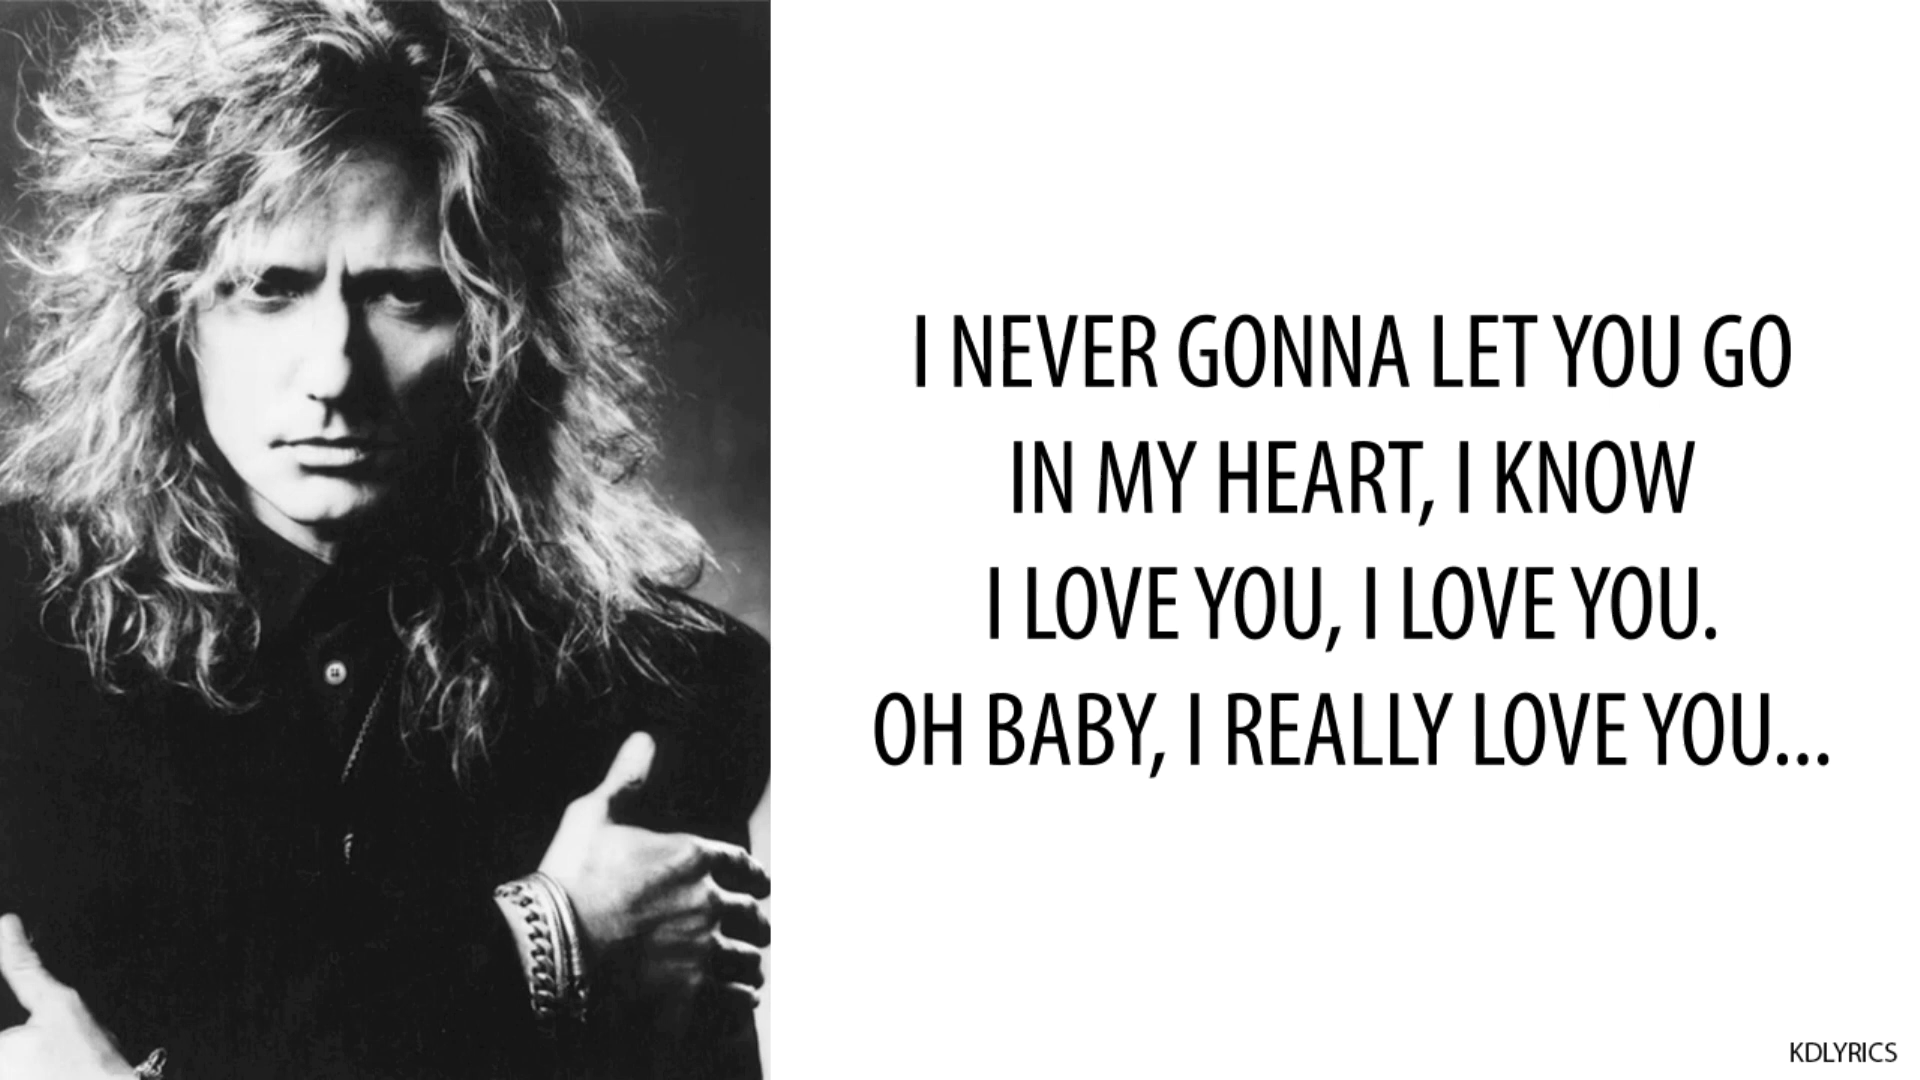 I NEVER GONNA LET YOU GO
IN MY HEART, I KNOW
I LOVE YOU, I LOVE YOU.
OH BABY, I REALLY LOVE YOU...
KDLYRICS